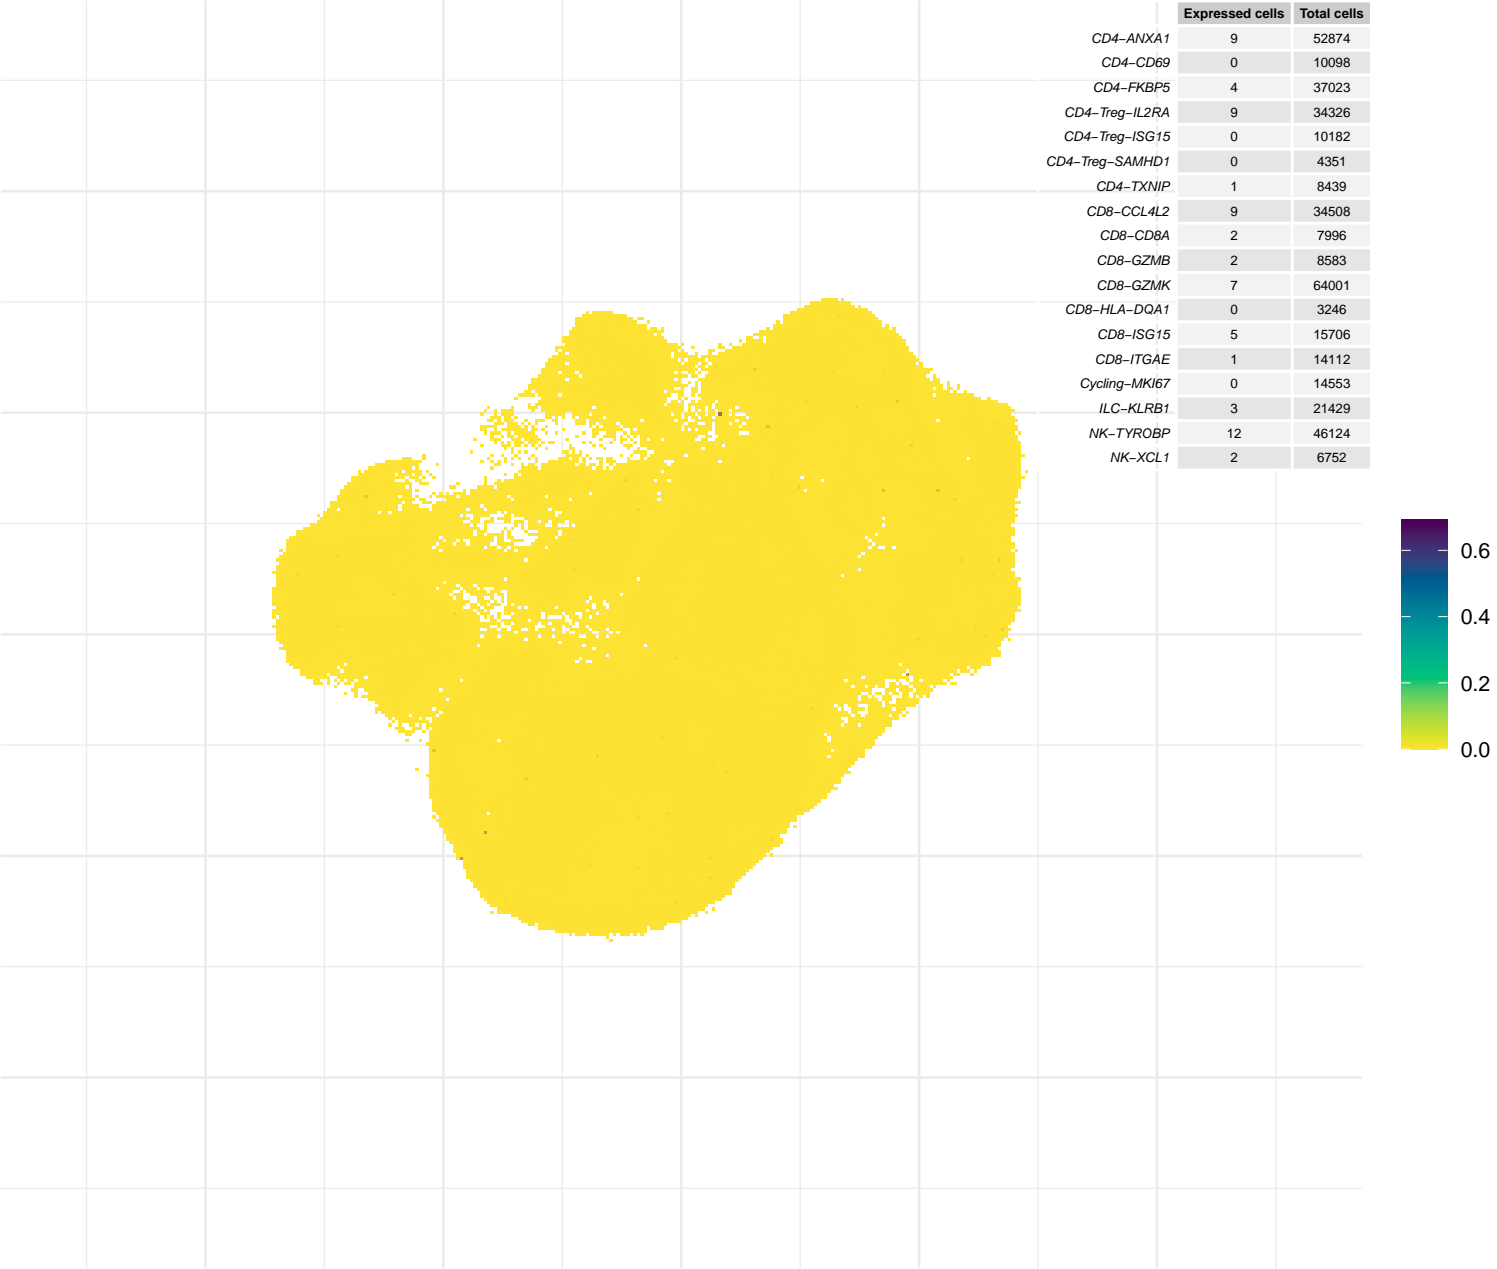 Expressed cells Total cells
CD4−ANXA1 9 52874
CD4−CD69 0 10098
CD4−FKBP5 4 37023
CD4−Treg−IL2RA 9 34326
CD4−Treg−ISG15 0 10182
CD4−Treg−SAMHD1 0 4351
CD4−TXNIP 1 8439
CD8−CCL4L2 9 34508
CD8−CD8A 2 7996
CD8−GZMB 2 8583
CD8−GZMK 7 64001
CD8−HLA−DQA1 0 3246
CD8−ISG15 5 15706
CD8−ITGAE 1 14112
Cycling−MKI67 0 14553
ILC−KLRB1 3 21429
NK−TYROBP 12 46124
NK−XCL1 2 6752
0.6
0.4
0.2
0.0